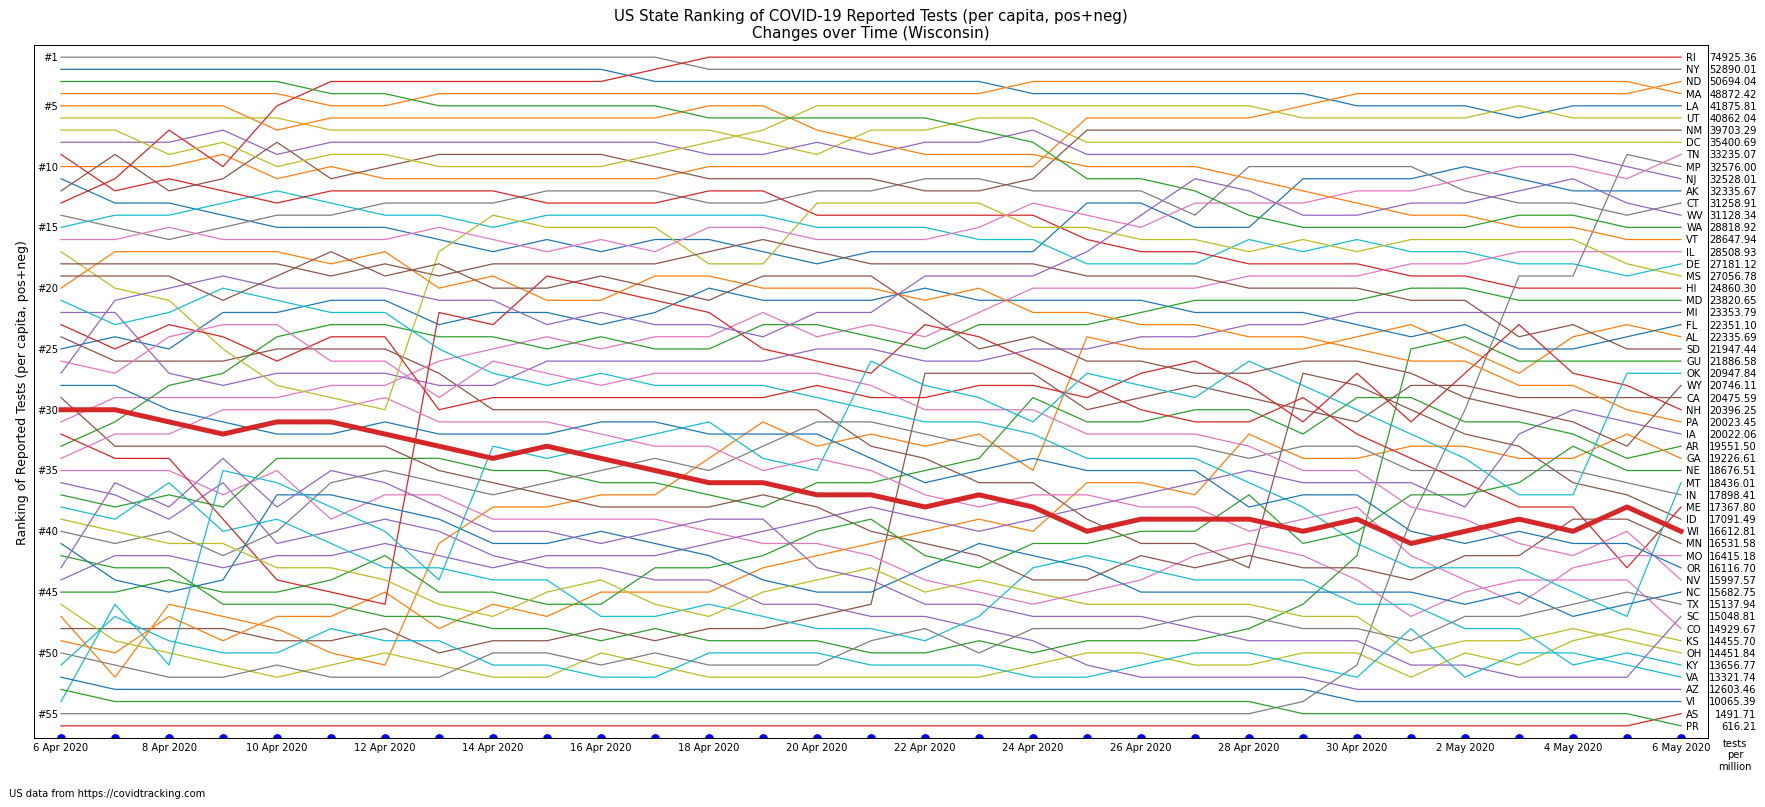 US State Ranking of COVID-19 Reported Tests (per capita, pos+neg)
Changes over Time (Wisconsin)
Ranking of Reported Tests (per capita, pos+neg)
#1
#5
#10
#15
#20
#25
#30
#35
#40
#45
#50
#55
RI 74925.36
NY 52890.01
ND 50694.04
MA 48872.42
LA 41875.81
UT 40862.04
NM 39703.29
DC 35400.69
TN 33235.07
MP 32576.00
NJ 32528.01
AK 32335.67
CT 31258.91
WV 31128.34
WA 28818.92
VT 28647.94
IL 28508.93
DE 27181.12
MS 27056.78
HI 24860.30
MD 23820.65
MI 23353.79
FL 22351.10
AL 22335.69
SD 21947.44
GU 21886.58
OK 20947.84
WY 20746.11
CA 20475.59
NH 20396.25
PA 20023.45
IA 20022.06
AR 19551.50
GA 19226.61
NE 18676.51
MT 18436.01
IN 17898.41
ME 17367.80
ID 17091.49
WI 16612.81
MN 16531.58
MO 16415.18
OR 16116.70
NV 15997.57
NC 15682.75
TX 15137.94
SC 15048.81
CO 14929.67
KS 14455.70
OH 14451.84
KY 13656.77
VA 13321.74
AZ 12603.46
VI 10065.39
AS 1491.71
PR 616.21
6 Apr 2020 8 Apr 2020 10 Apr 2020 12 Apr 2020 14 Apr 2020 16 Apr 2020 18 Apr 2020 20 Apr 2020 22 Apr 2020 24 Apr 2020 26 Apr 2020 28 Apr 2020 30 Apr 2020 2 May 2020 4 May 2020 6 May 2020
tests
per
million
US data from https://covidtracking.com